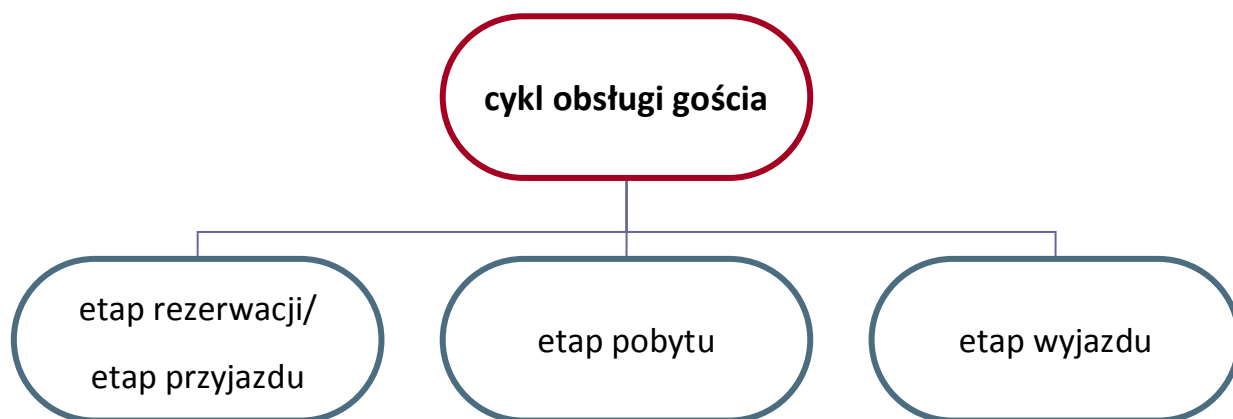 cykl obsługi gościa
etap rezerwacji/
etap przyjazdu
etap pobytu
etap wyjazdu